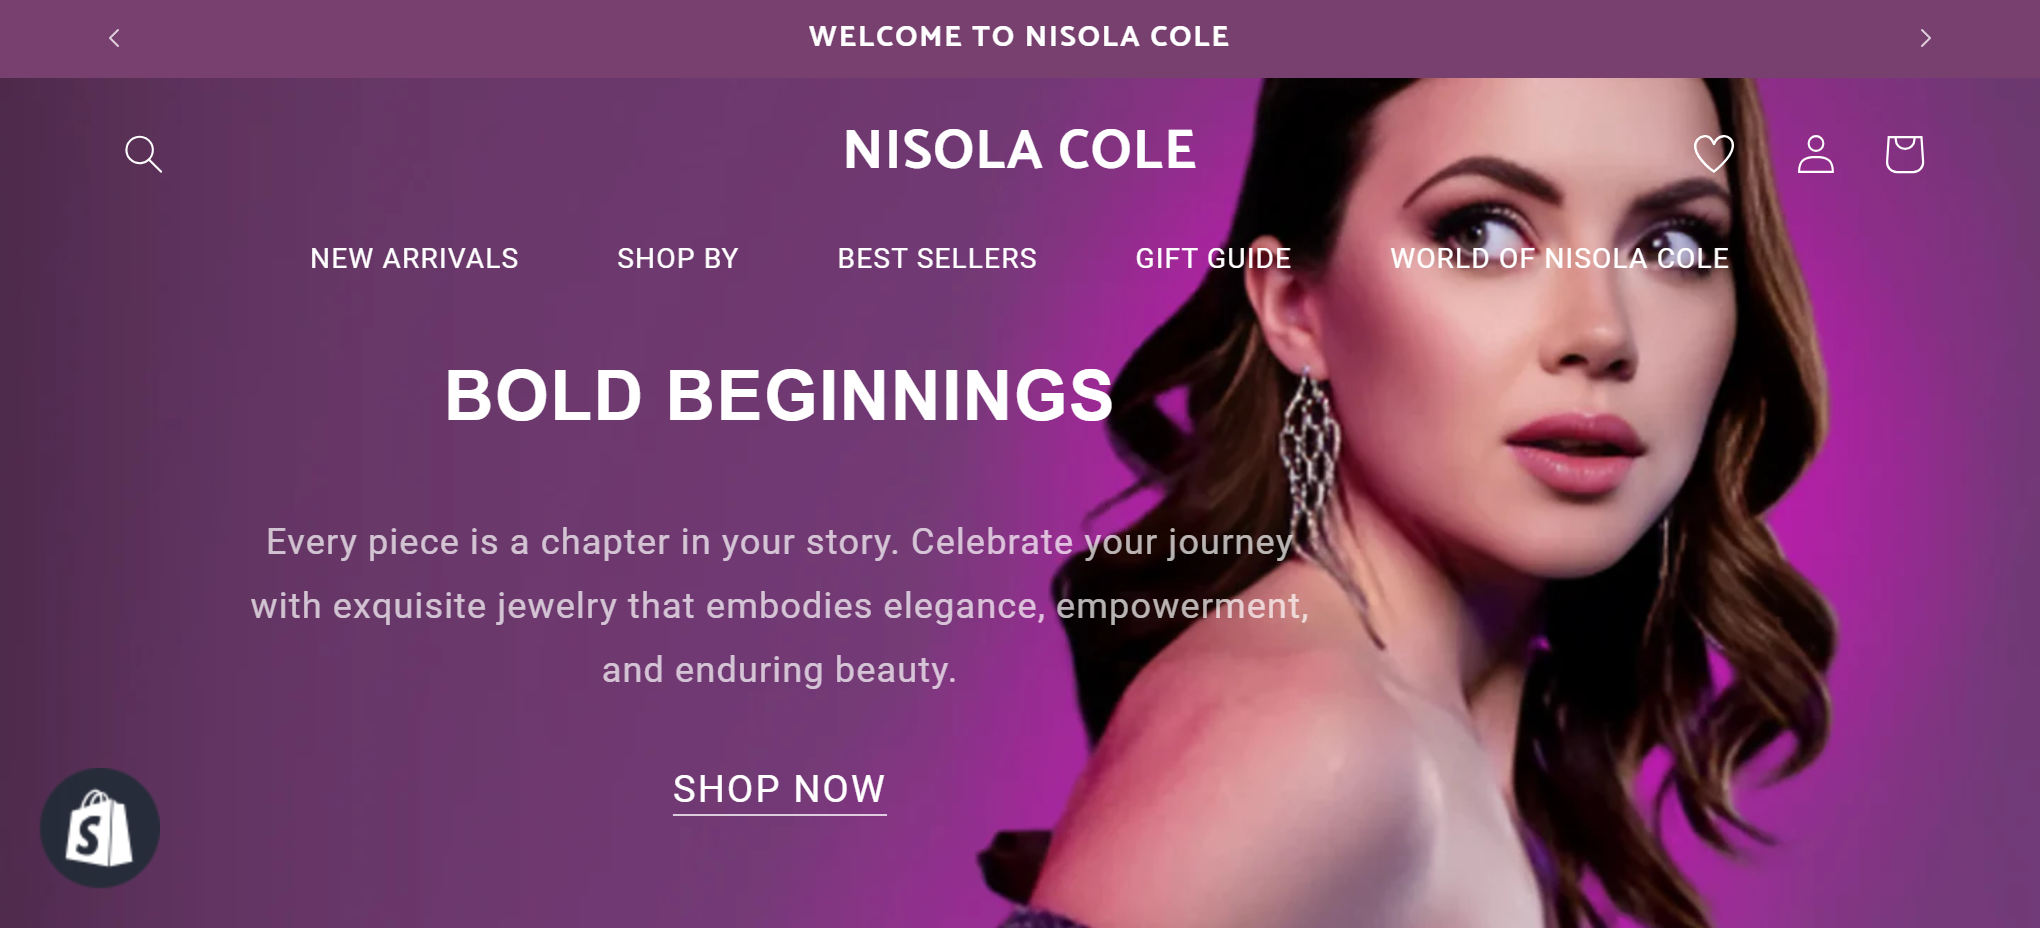 WELCOME TO NISOLA COLE
NISOLA COLE
NEW ARRIVALS
SHOP BY
BEST SELLERS
GIFT GUIDE
WORLD OF NISOLA COLE
BOLD BEGINNINGS
Every piece is a chapter in your story. Celebrate your journey
with exquisite jewelry that embodies elegance, empowerment,
and enduring beauty.
SHOP NOW
S